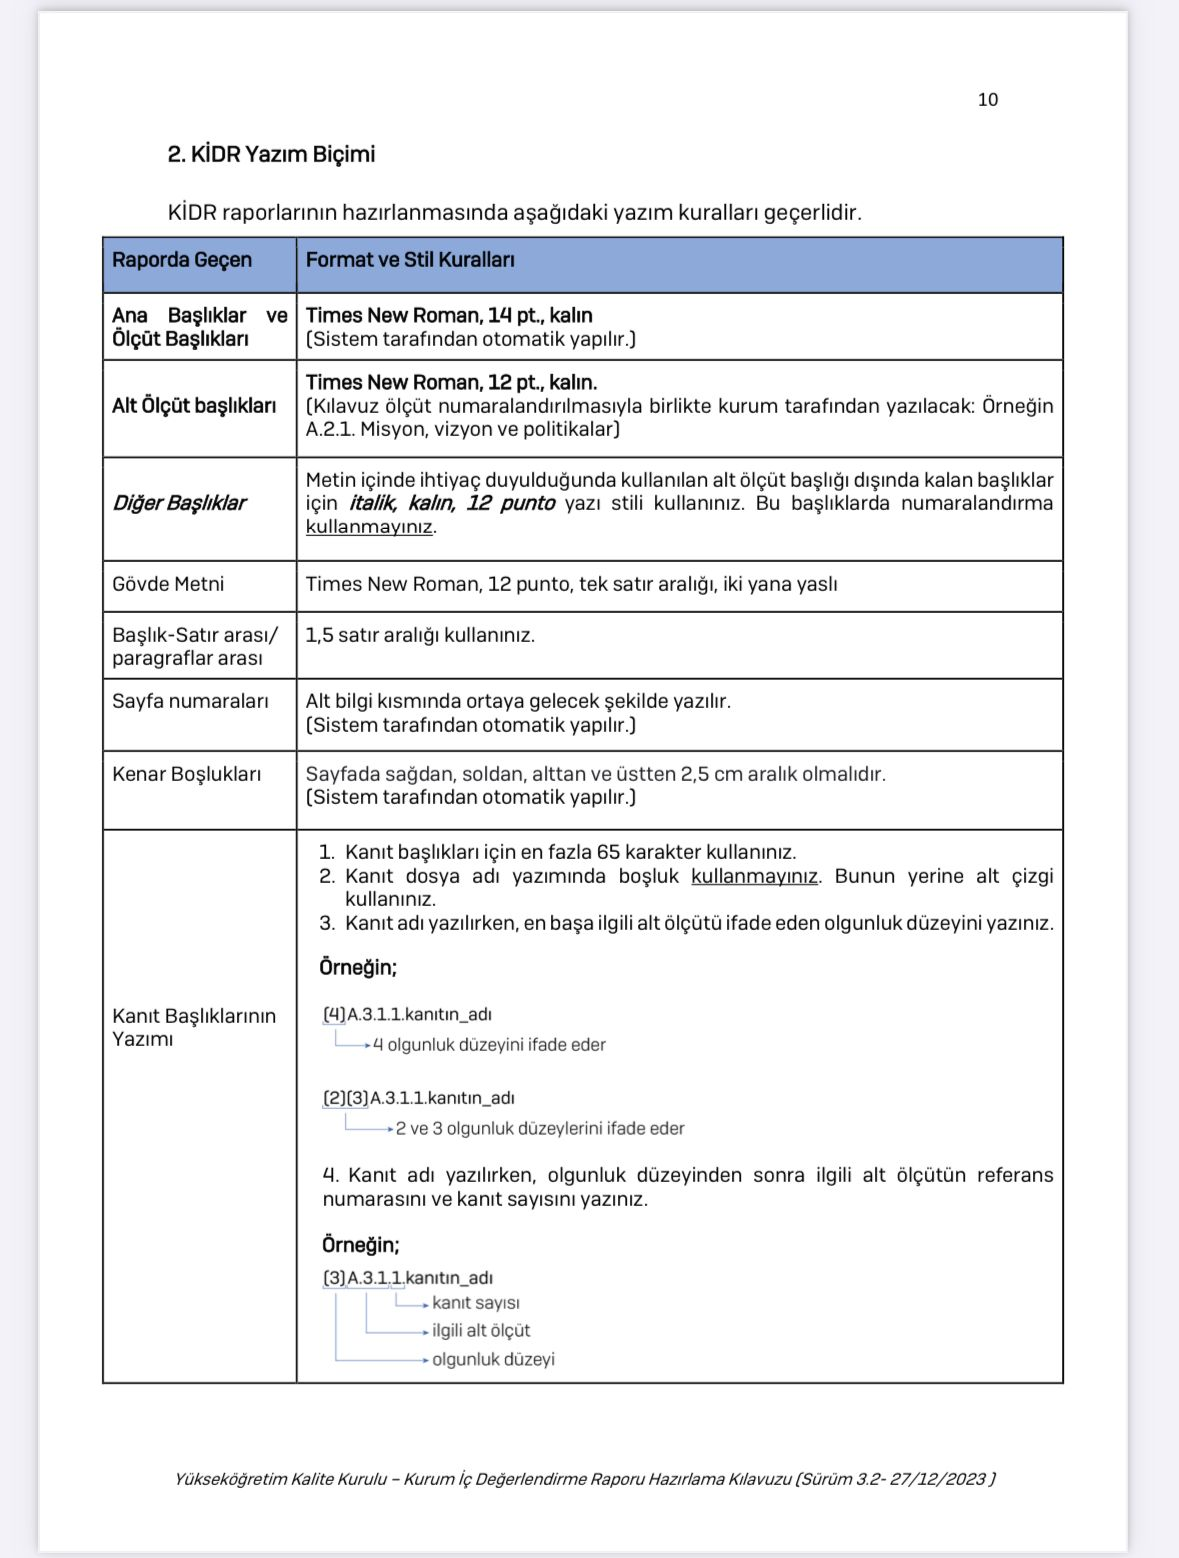 10
2. KİDR Yazım Biçimi
KİDR raporlarının hazırlanmasında aşağıdaki yazım kuralları geçerlidir.
Raporda Geçen
Format ve Stil Kuralları
Ana Başlıklar ve
Ölçüt Başlıkları
Times New Roman, 14 pt., kalın
(Sistem tarafından otomatik yapılır.)
Alt Ölçüt başlıkları
Times New Roman, 12 pt., kalın.
(Kılavuz ölçüt numaralandırılmasıyla birlikte kurum tarafından yazılacak: Örneğin
A.2.1. Misyon, vizyon ve politikalar)
Diğer Başlıklar
Metin içinde ihtiyaç duyulduğunda kullanılan alt ölçüt başlığı dışında kalan başlıklar
için italik, kalın, 12 punto yazı stili kullanınız. Bu başlıklarda numaralandırma
kullanmayınız.
Gövde Metni
Times New Roman, 12 punto, tek satır aralığı, iki yana yaslı
Başlık-Satır arası/
paragraflar arası
1,5 satır aralığı kullanınız.
Sayfa numaraları
Alt bilgi kısmında ortaya gelecek şekilde yazılır.
(Sistem tarafından otomatik yapılır.)
Kenar Boşlukları
Sayfada sağdan, soldan, alttan ve üstten 2,5 cm aralık olmalıdır.
(Sistem tarafından otomatik yapılır.)
Kanıt Başlıklarının
Yazımı
1. Kanıt başlıkları için en fazla 65 karakter kullanınız.
2. Kanıt dosya adı yazımında boşluk kullanmayınız. Bunun yerine alt çizgi
kullanınız.
3. Kanıt adı yazılırken, en başa ilgili alt ölçütü ifade eden olgunluk düzeyini yazınız.
Örneğin;
(4)A.3.1.1.kanıtın_adı
4 olgunluk düzeyini ifade eder
(2)(3)A.3.1.1.kanıtın_adı
2 ve 3 olgunluk düzeylerini ifade eder
4. Kanıt adı yazılırken, olgunluk düzeyinden sonra ilgili alt ölçütün referans
numarasını ve kanıt sayısını yazınız.
Örneğin;
(3)A.3.1.1.kanıtın_adı
kanıt sayısı
ilgili alt ölçüt
olgunluk düzeyi
Yükseköğretim Kalite Kurulu – Kurum İç Değerlendirme Raporu Hazırlama Kılavuzu (Sürüm 3.2- 27/12/2023 )